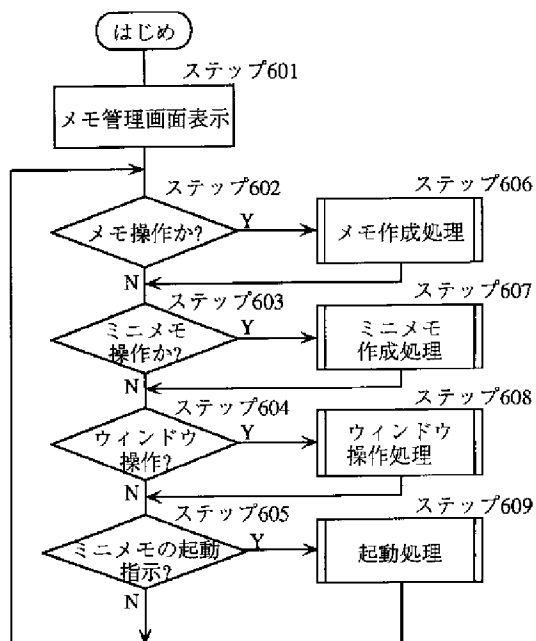 はじめ
ステップ601
メモ管理画面表示
ステップ602
ステップ606
メモ操作か?
Y
メモ作成処理
N
ステップ603
ステップ607
ミニメモ
操作か?
Y
ミニメモ
作成処理
N
ステップ604
ステップ608
ウィンドウ
操作?
Y
ウィンドウ
操作処理
N
ステップ605
ステップ609
ミニメモの起動
指示?
Y
起動処理
N